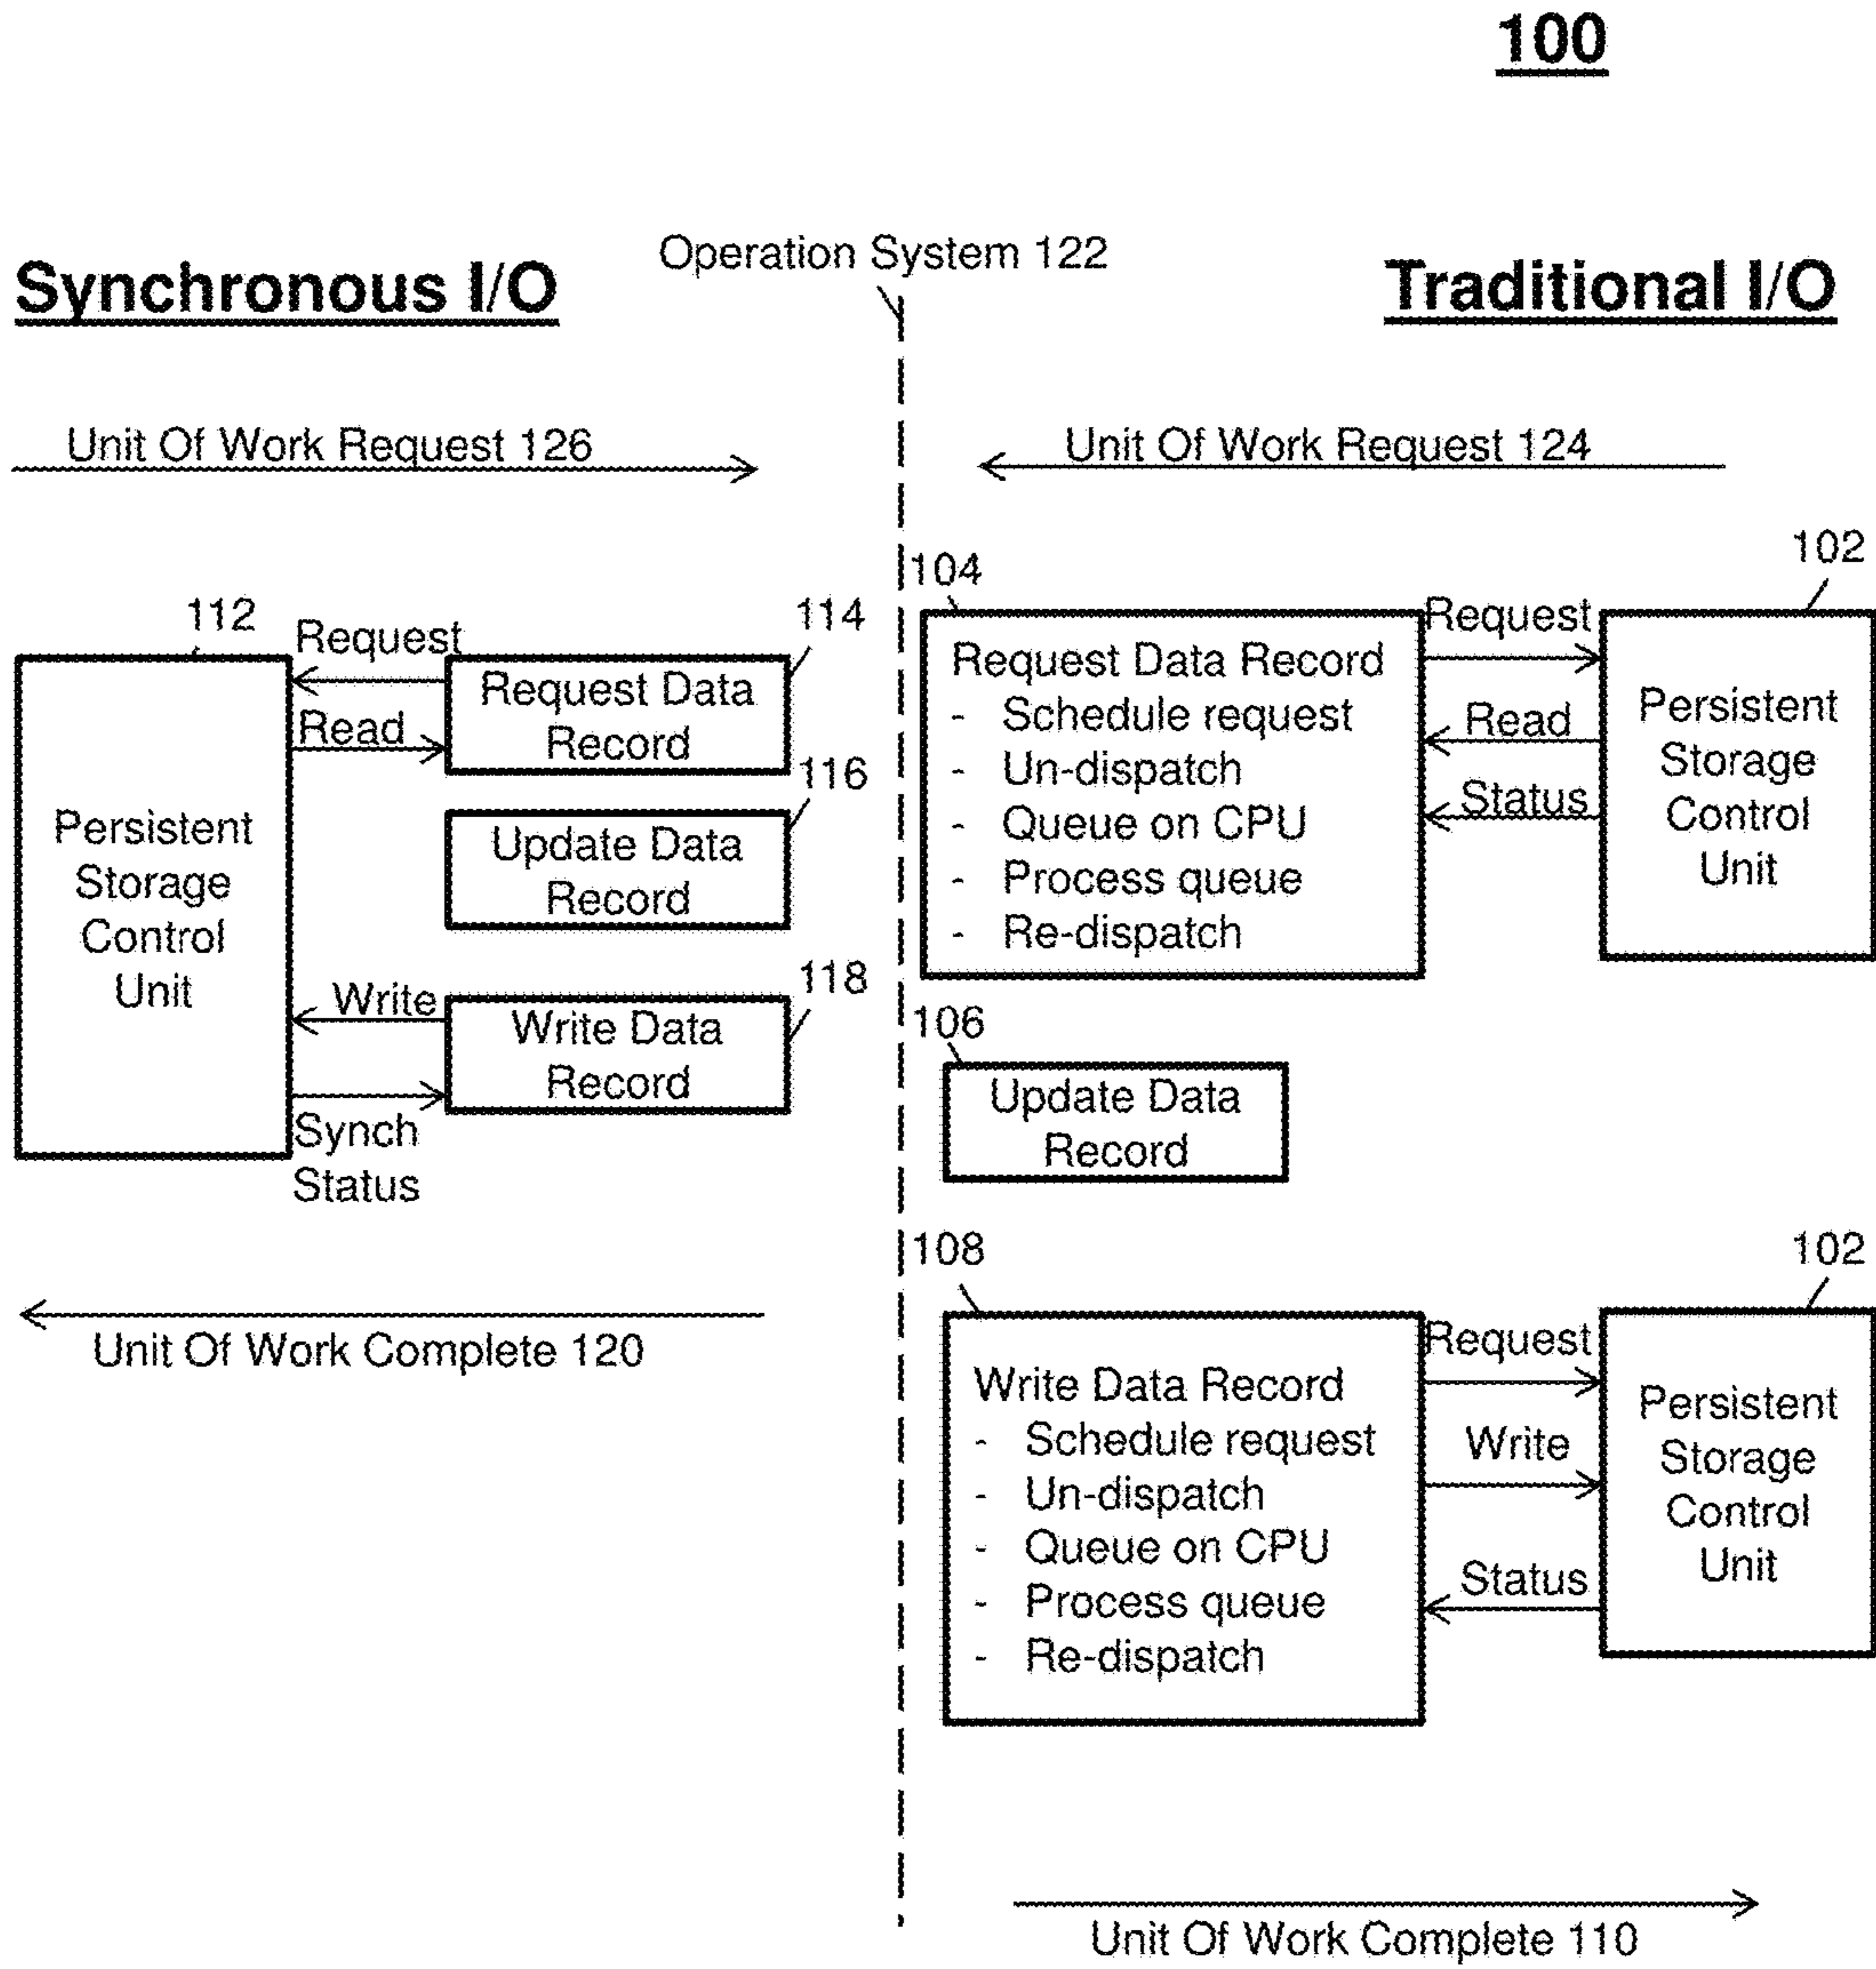 100
Operation System 122
Synchronous I/O
Traditional I/O
Unit Of Work Request 126
Unit Of Work Request 124
112
Request
114
Request Data
Record
Read
116
Persistent
Storage
Control
Unit
Update Data
Record
118
Write
Write Data
Record
Synch
Status
Unit Of Work Complete 120
104
102
Request Data Record
- Schedule request
- Un-dispatch
- Queue on CPU
- Process queue
- Re-dispatch
Request
Read
Status
Persistent
Storage
Control
Unit
106
Update Data
Record
108
102
Write Data Record
- Schedule request
- Un-dispatch
- Queue on CPU
- Process queue
- Re-dispatch
Request
Write
Status
Persistent
Storage
Control
Unit
Unit Of Work Complete 110